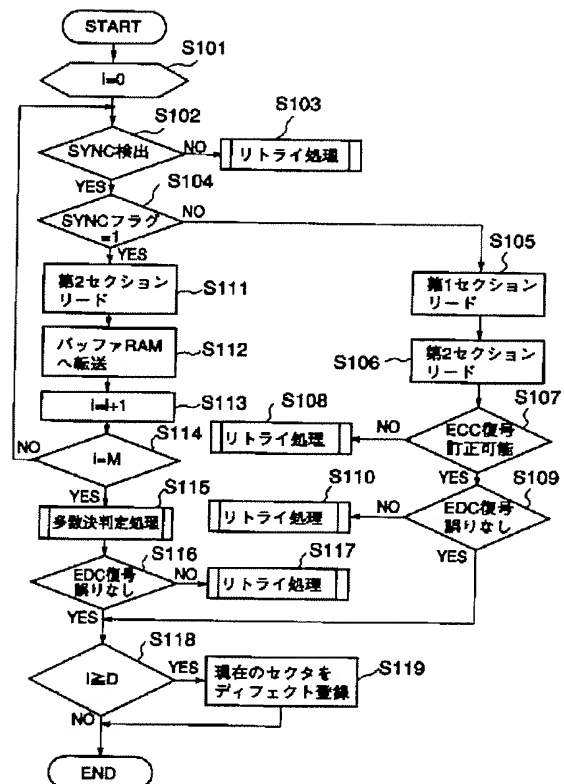 START
S101
i=0
S102
SYNC検出
NO
S103
リトライ処理
YES
S104
SYNCフラグ
=1
NO
YES
S105
第1セクション
リード
第2セクション
リード
S111
S106
第2セクション
リード
バッファRAM
へ転送
S112
S107
ECC復号
訂正可能
NO
S108
リトライ処理
i=i+1
S113
S114
i=M
NO
YES
S109
EDC復号
誤りなし
NO
S110
リトライ処理
YES
YES
S115
多数決判定処理
S116
EDC復号
誤りなし
NO
S117
リトライ処理
YES
S118
i≧D
YES
S119
現在のセクタを
ディフェクト登録
NO
END